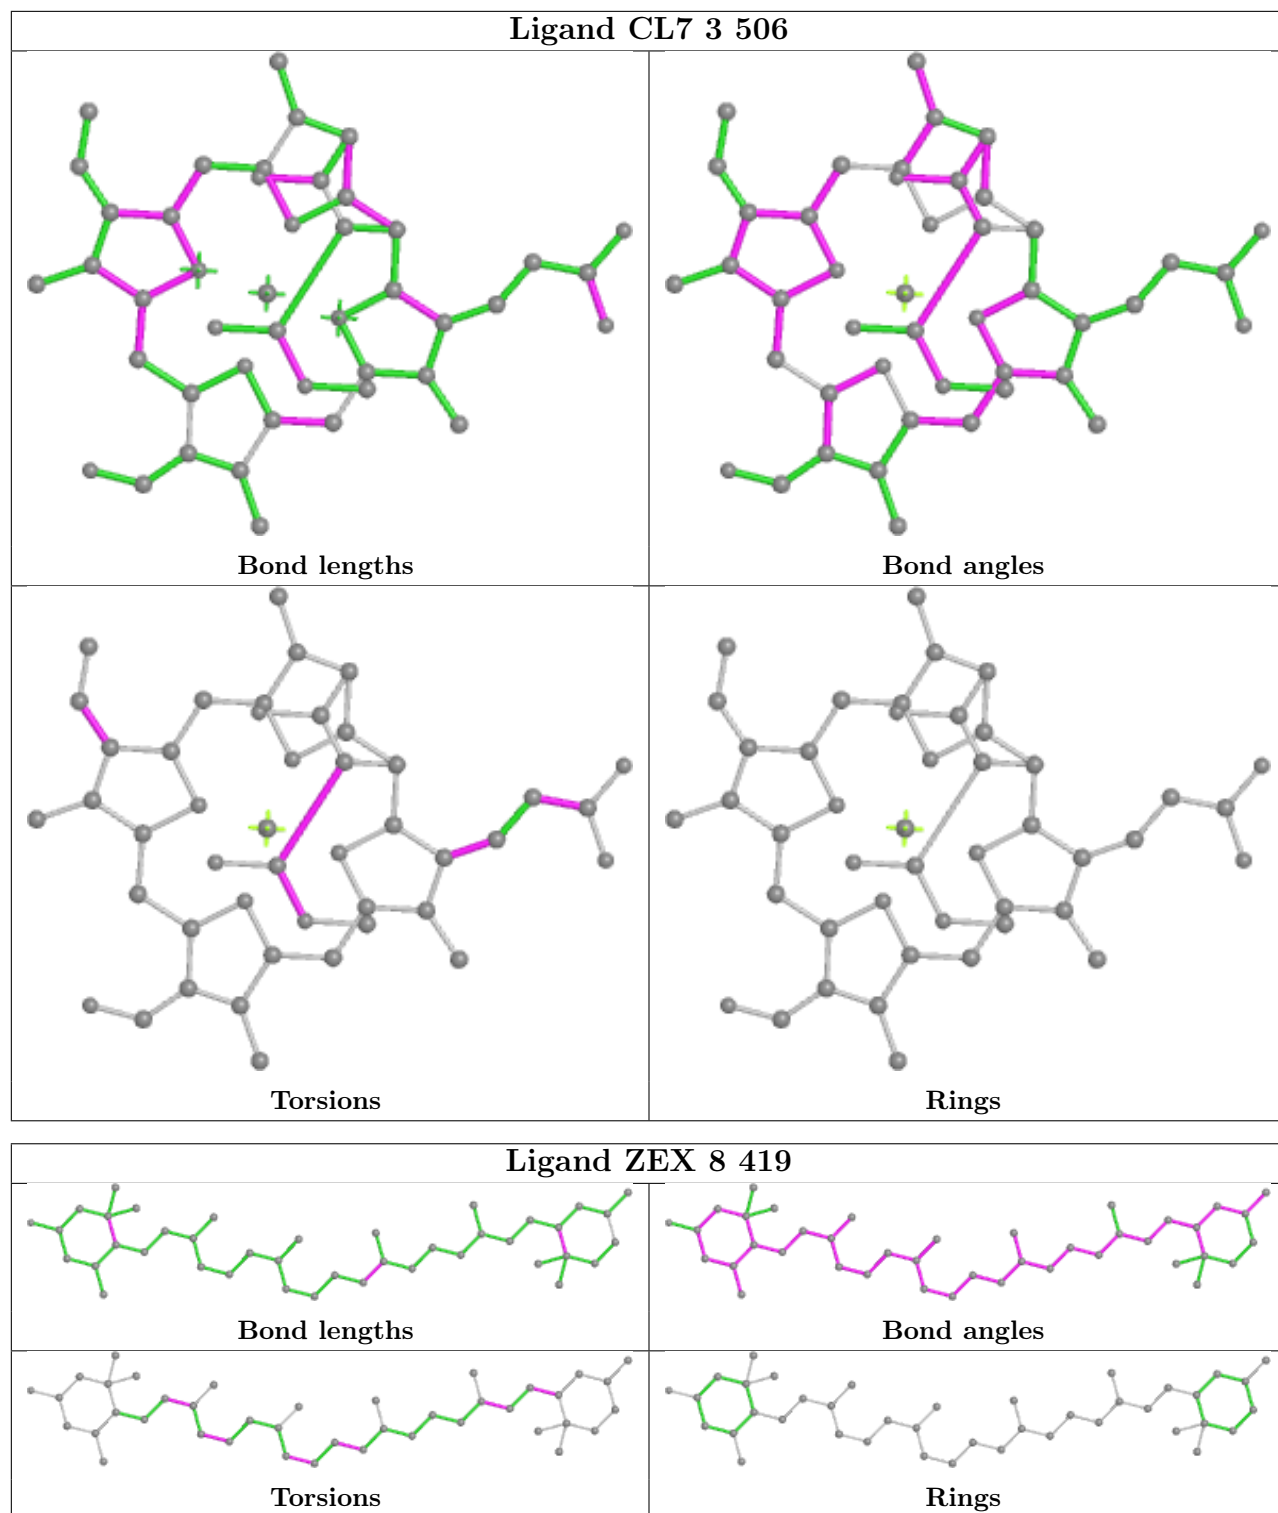 Ligand CL7 3 506
Bond lengths
Bond angles
Torsions
Rings
Ligand ZEX 8 419
Bond lengths
Bond angles
Torsions
Rings